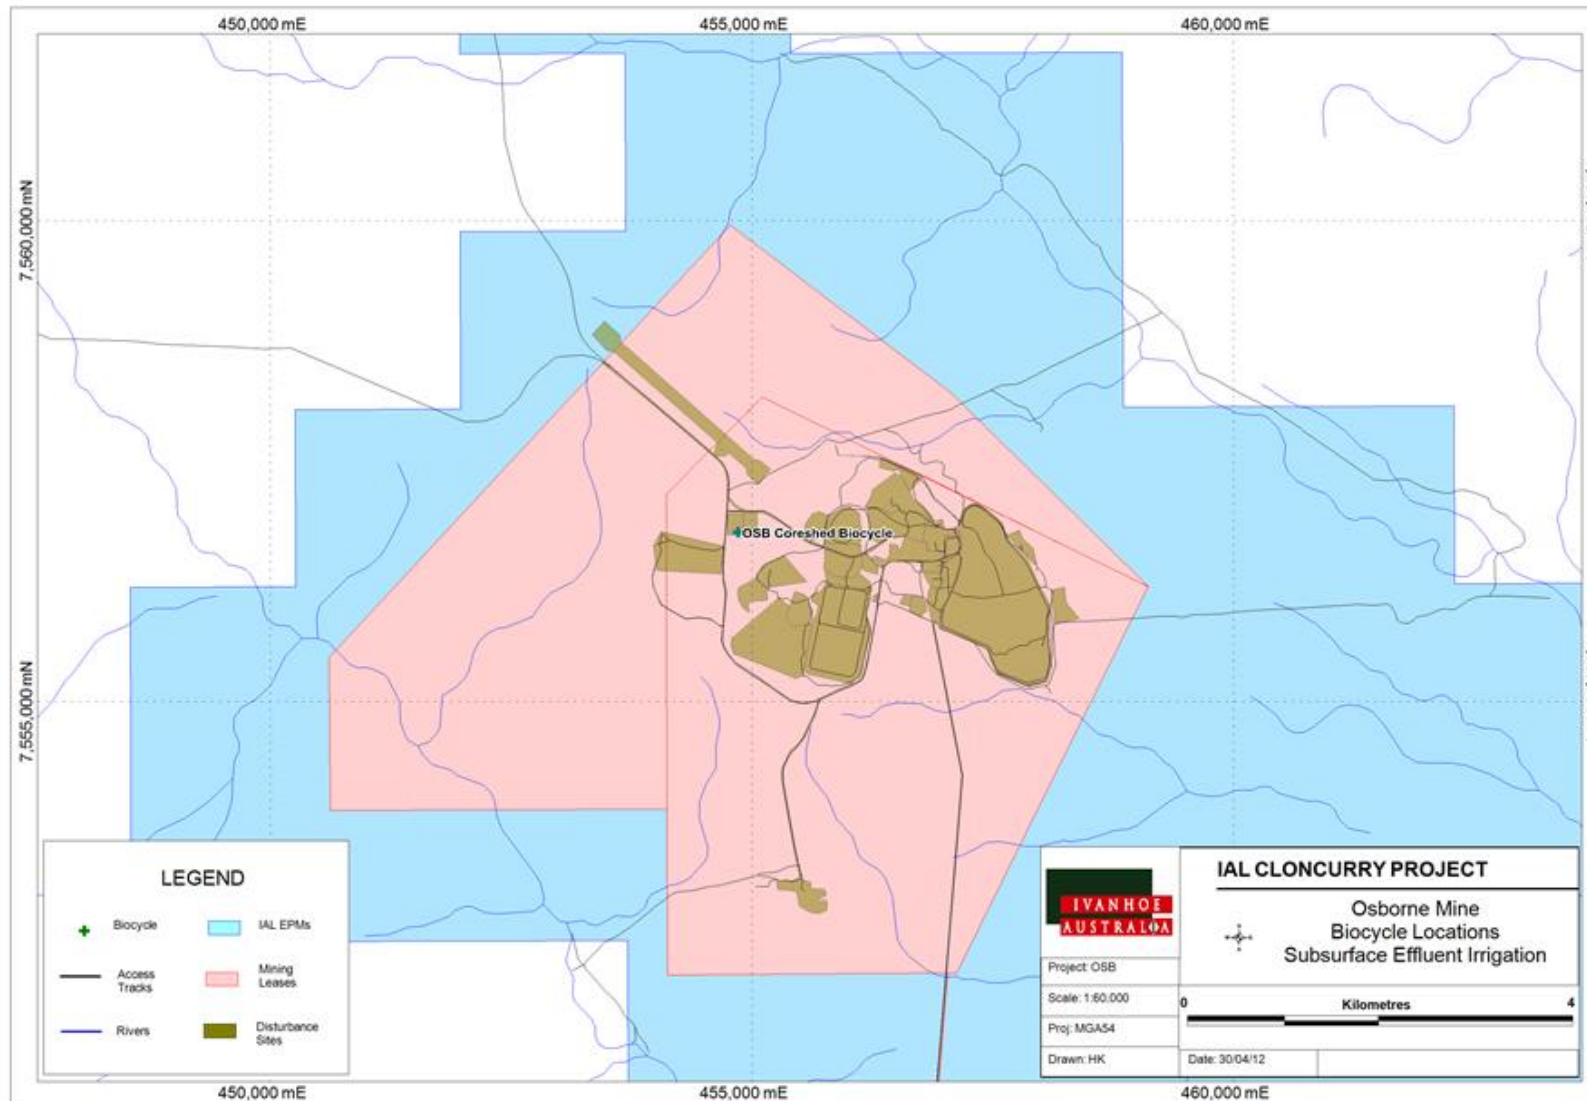 450,000 mE
455,000 mE
460,000 mE
7,560,000 mN
7,555,000 mN
OSB Coreshed Biocycle
LEGEND
Biocycle
IAL EPMs
Access
Tracks
Mining
Leases
Rivers
Disturbance
Sites
IVANHOE
AUSTRALIA
Project: OSB
Scale: 1:60,000
Proj: MGA54
Drawn: HK
IAL CLONCURRY PROJECT
Osborne Mine
Biocycle Locations
Subsurface Effluent Irrigation
0
Kilometres
4
Date: 30/04/12
450,000 mE
455,000 mE
460,000 mE